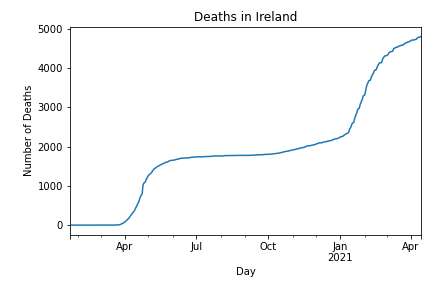 Deaths in Ireland
5000
4000
3000
2000
1000
0
Number of Deaths
Apr
Jul
Oct
Jan
2021
Apr
Day